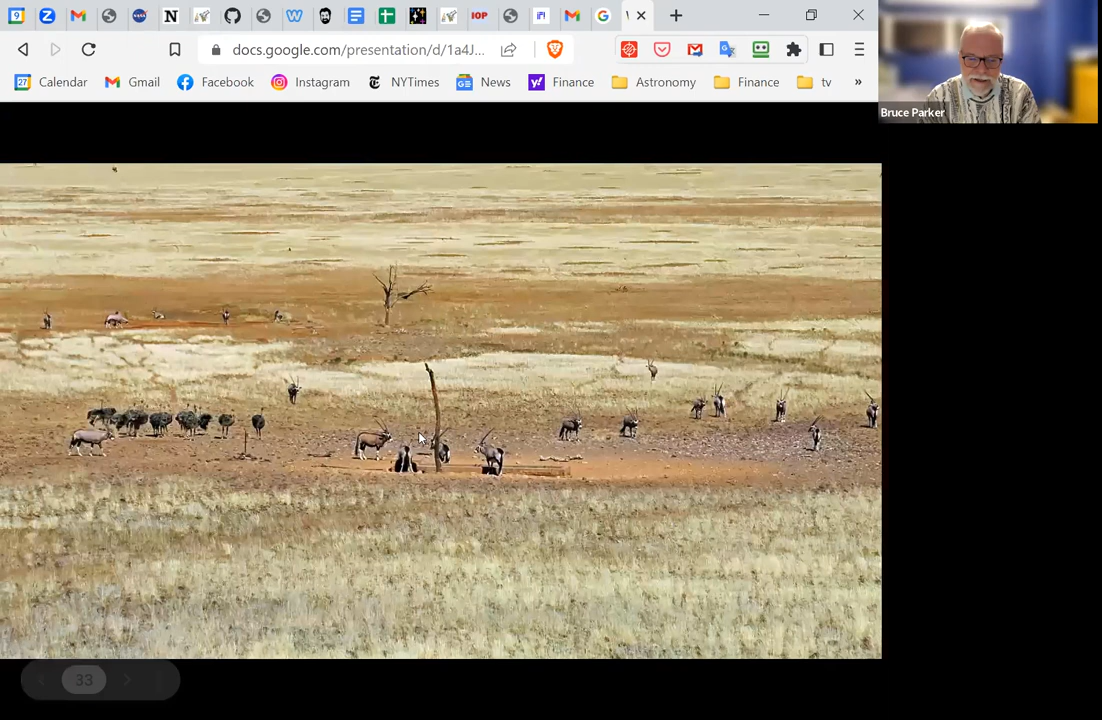 docs.google.com/presentation/d/1a4J...
Calendar Gmail Facebook Instagram NYTimes News Finance Astronomy Finance tv »
Bruce Parker
33